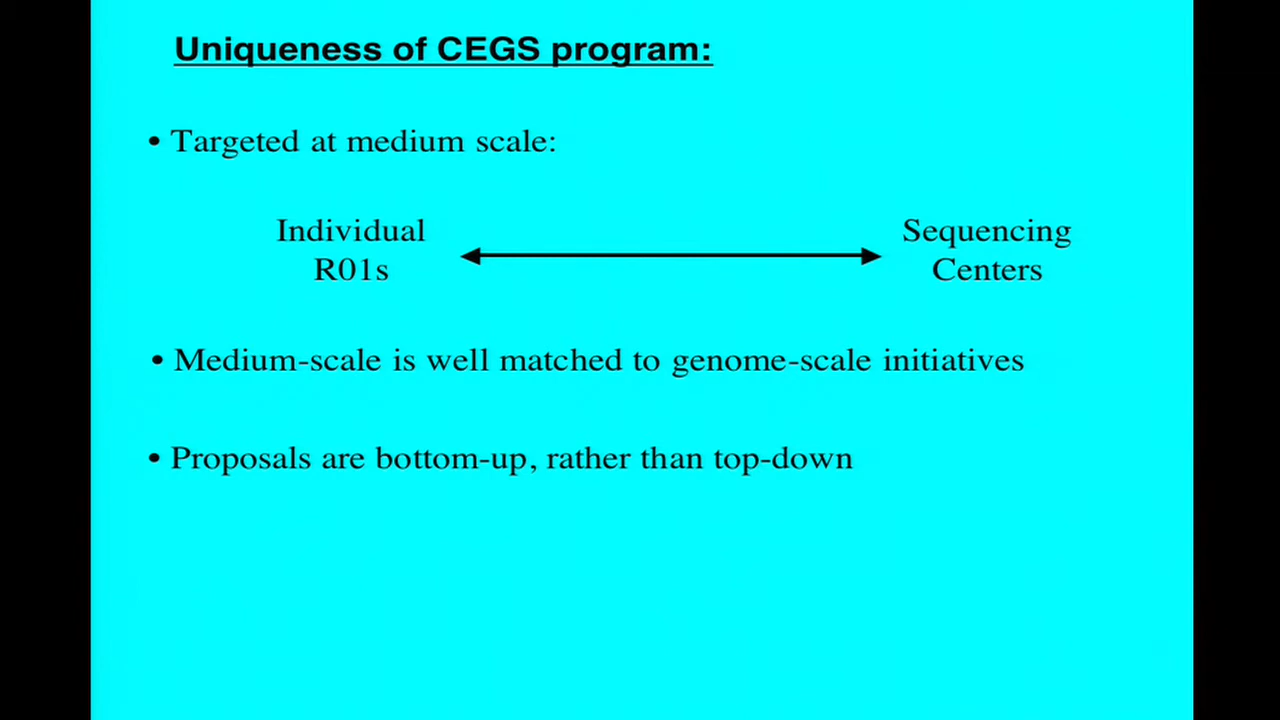 Uniqueness of CEGS program:
• Targeted at medium scale:
Individual
R01s
Sequencing
Centers
• Medium-scale is well matched to genome-scale initiatives
• Proposals are bottom-up, rather than top-down